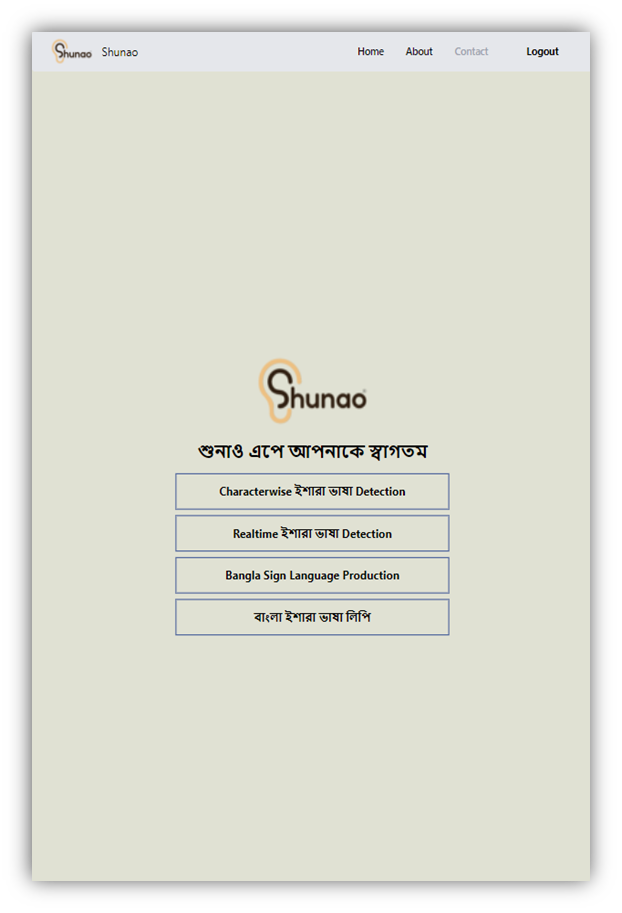 Shunao Shunao Home About Contact Logout
Shunao
শুনাও এপে আপনাকে স্বাগতম
Characterwise ইশারা ভাষা Detection
Realtime ইশারা ভাষা Detection
Bangla Sign Language Production
বাংলা ইশারা ভাষা লিপি